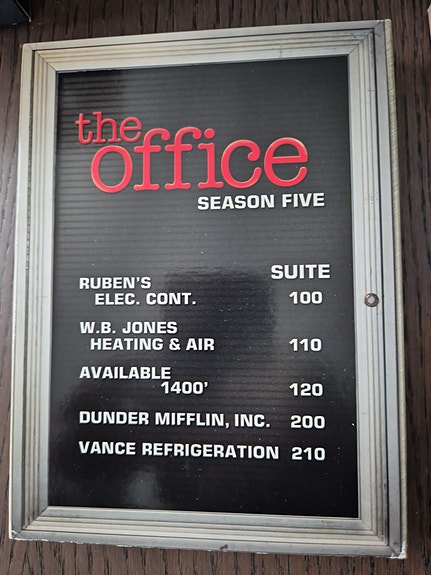 the
office
SEASON FIVE
SUITE
RUBEN'S
ELEC. CONT. 100
W.B. JONES
HEATING & AIR 110
AVAILABLE
1400' 120
DUNDER MIFFLIN, INC. 200
VANCE REFRIGERATION 210